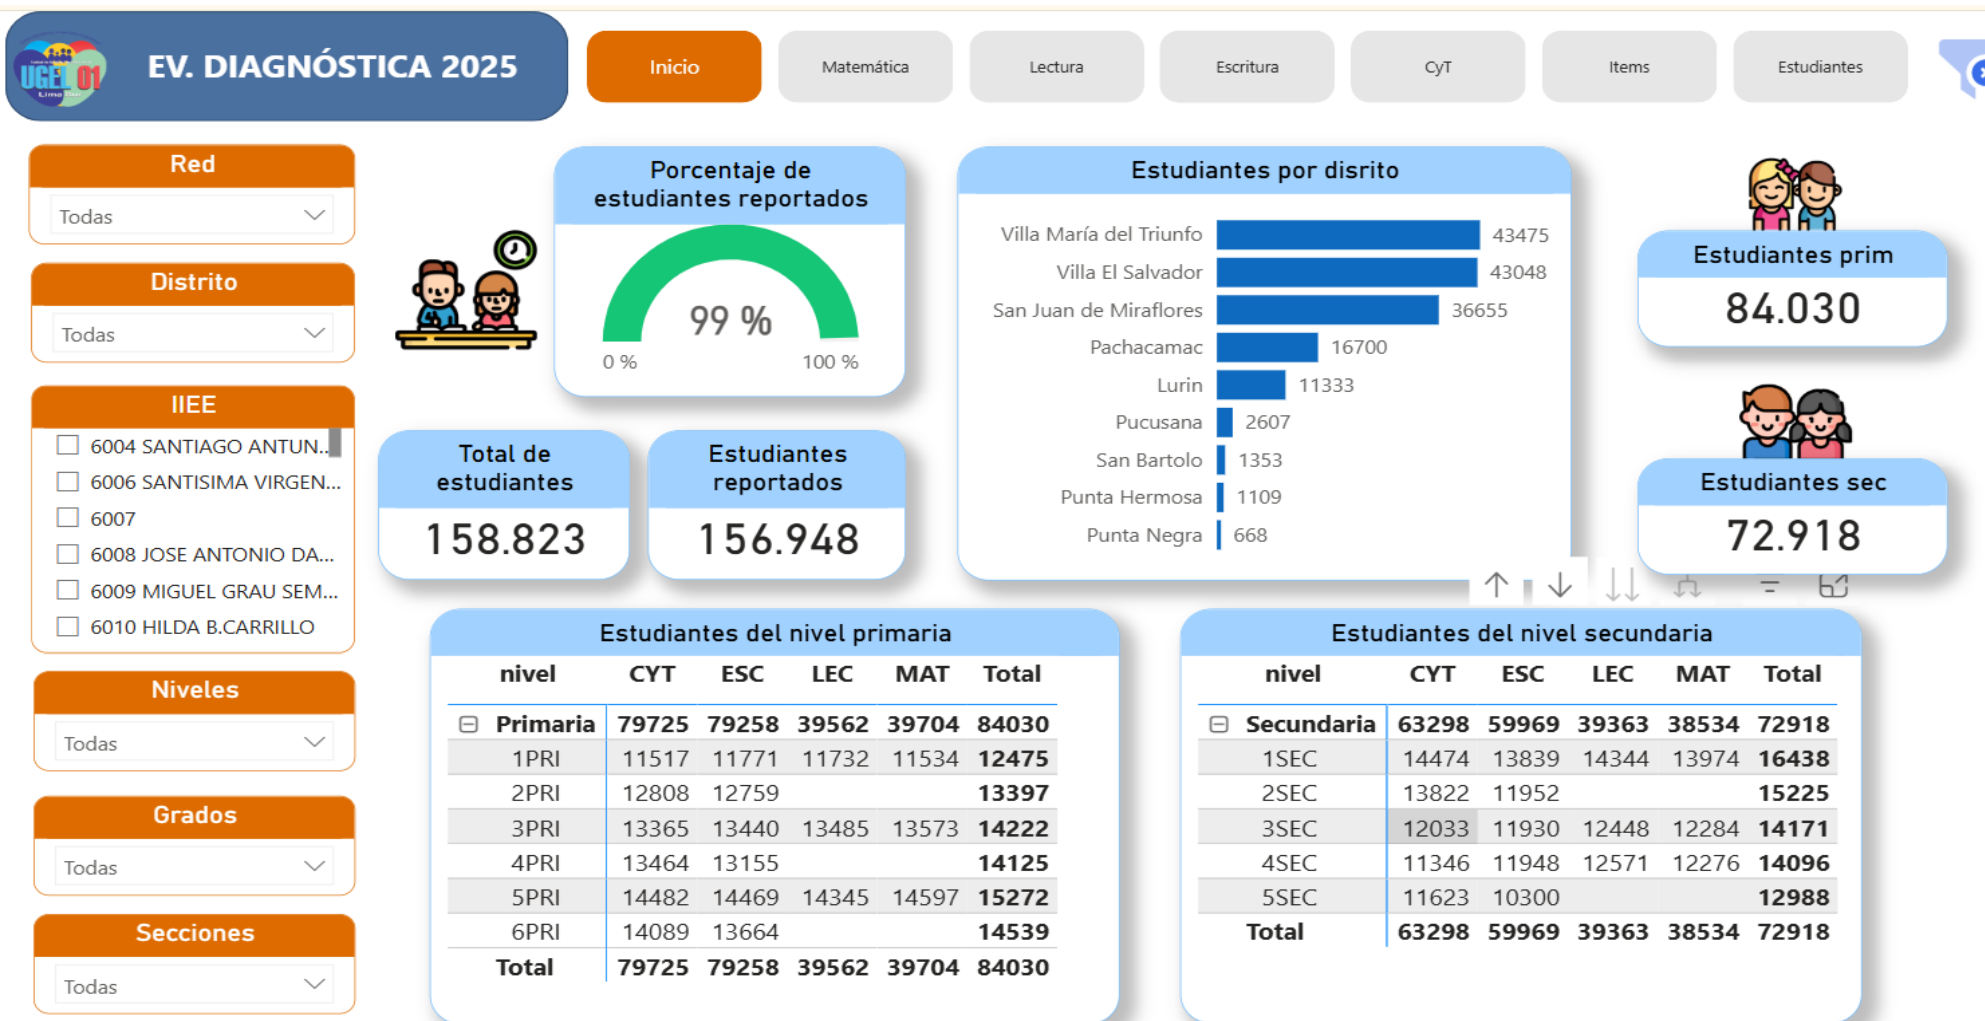 UGEL 01
EV. DIAGNÓSTICA 2025
Inicio
Matemática
Lectura
Escritura
CyT
Items
Estudiantes
Red
Todas
Distrito
Todas
IIEE
6004 SANTIAGO ANTUN..
6006 SANTISIMA VIRGEN...
6007
6008 JOSE ANTONIO DA...
6009 MIGUEL GRAU SEM...
6010 HILDA B.CARRILLO
Niveles
Todas
Grados
Todas
Secciones
Todas
Porcentaje de
estudiantes reportados
99 %
0 % 100 %
Total de
estudiantes
158.823
Estudiantes
reportados
156.948
Estudiantes por disrito
Villa María del Triunfo 43475
Villa El Salvador 43048
San Juan de Miraflores 36655
Pachacamac 16700
Lurin 11333
Pucusana 2607
San Bartolo 1353
Punta Hermosa 1109
Punta Negra 668
Estudiantes prim
84.030
Estudiantes sec
72.918
Estudiantes del nivel primaria
nivel CYT ESC LEC MAT Total
Primaria 79725 79258 39562 39704 84030
1PRI 11517 11771 11732 11534 12475
2PRI 12808 12759 13397
3PRI 13365 13440 13485 13573 14222
4PRI 13464 13155 14125
5PRI 14482 14469 14345 14597 15272
6PRI 14089 13664 14539
Total 79725 79258 39562 39704 84030
Estudiantes del nivel secundaria
nivel CYT ESC LEC MAT Total
Secundaria 63298 59969 39363 38534 72918
1SEC 14474 13839 14344 13974 16438
2SEC 13822 11952 15225
3SEC 12033 11930 12448 12284 14171
4SEC 11346 11948 12571 12276 14096
5SEC 11623 10300 12988
Total 63298 59969 39363 38534 72918